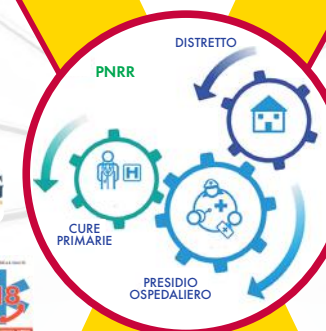 DISTRETTO
PNRR
H
CURE
PRIMARIE
PRESIDIO
OSPEDALIERO